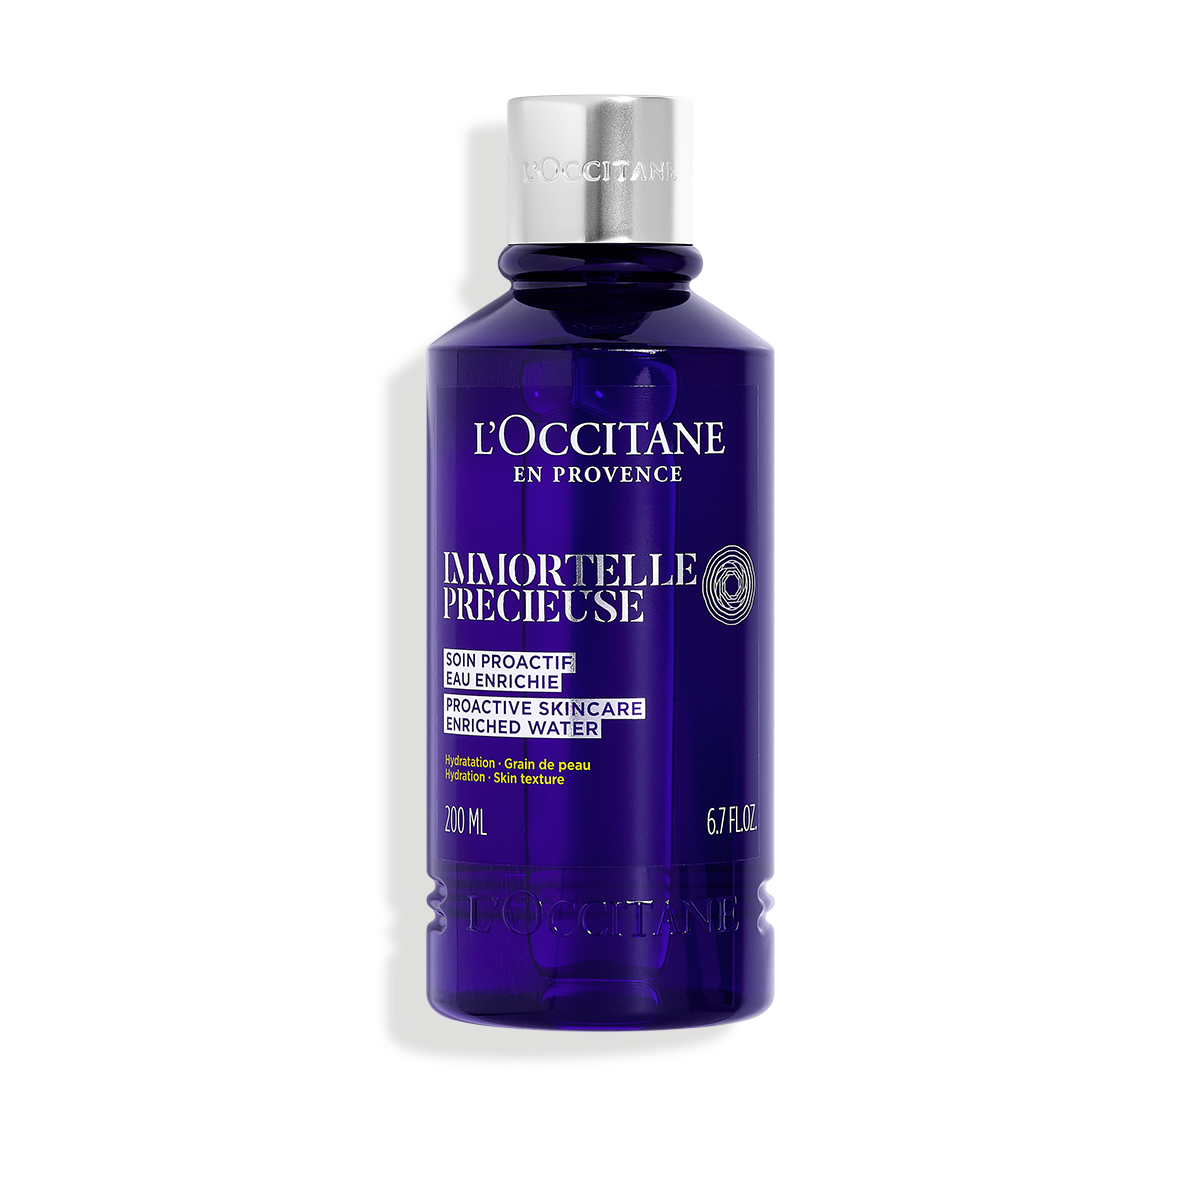 L'OCCITANE
L'OCCITANE
EN PROVENCE
IMMORTELLE
PRECIEUSE
SOIN PROACTIF
EAU ENRICHIE
PROACTIVE SKINCARE
ENRICHED WATER
Hydratation · Grain de peau
Hydration · Skin texture
200 ML
6.7 FL.OZ.
L'OCCITANE